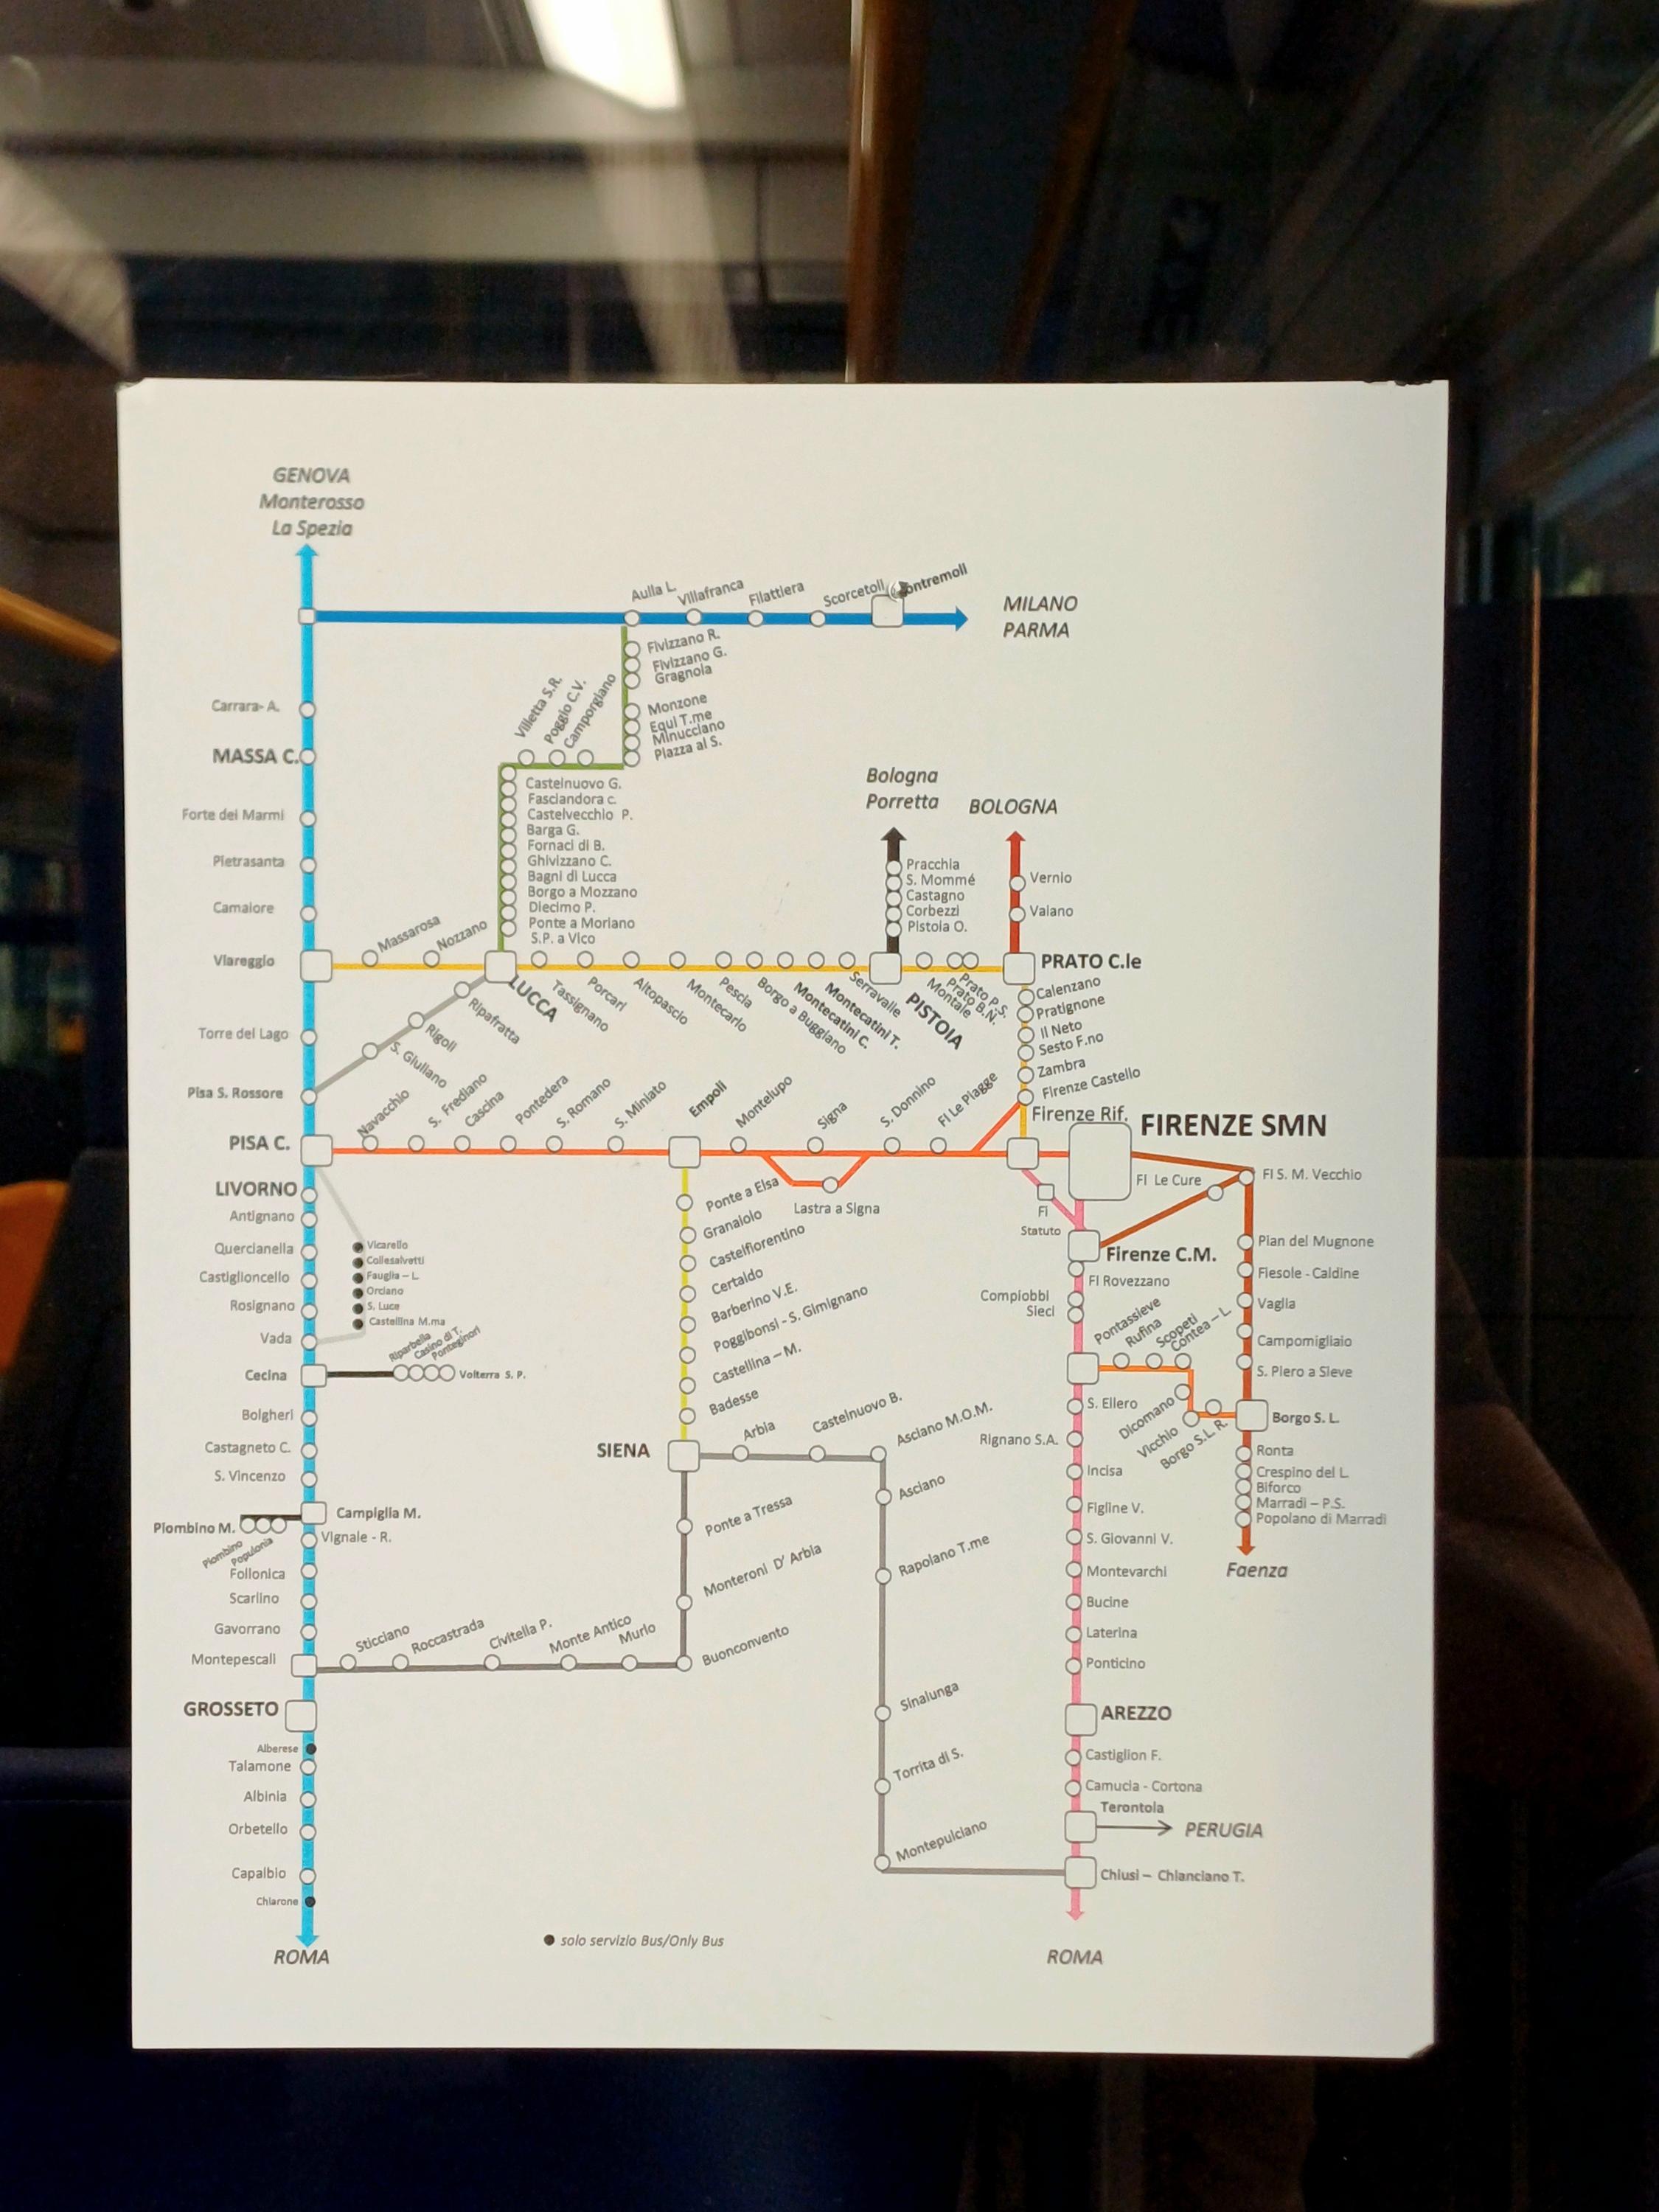 GENOVA
Monterosso
La Spezia
Aulla L.
Villafranca
Filattiera
Scorcetoli
MILANO
PARMA
Fivizzano R.
Fivizzano G.
Gragnola
Monzone
Equi T.me
Minucciano
Piazza al S.
Villetta S.R.
Poggio C.V.
Camporgiano
Carrara- A.
MASSA C.
Forte dei Marmi
Pietrasanta
Camaiore
Viareggio
Torre del Lago
Pisa S. Rossore
PISA C.
Castelnuovo G.
Fasciandora c.
Castelvecchio P.
Barga G.
Fornaci di B.
Ghivizzano C.
Bagni di Lucca
Borgo a Mozzano
Diecimo P.
Ponte a Moriano
S.P. a Vico
Bologna
Porretta
BOLOGNA
Pracchia
S. Mommé
Castagno
Corbezzi
Pistoia O.
Vernio
Vaiano
Massarosa
Nozzano
LUCCA
Tassignano
Porcari
Altopascio
Montecarlo
Pescia
Borgo a Buggiano
Montecatini C.
Montecatini T.
Serravalle
PISTOIA
Montale
Prato B.N.
Prato P.S.
PRATO C.le
Ripafratta
Rigoli
S. Giuliano
Calenzano
Pratignone
Il Neto
Sesto F.no
Zambra
Firenze Castello
Firenze Rif.
FIRENZE SMN
Navacchio
S. Frediano
Cascina
Pontedera
S. Romano
S. Miniato
Empoli
Montelupo
Signa
S. Donnino
FI Le Piagge
Lastra a Signa
FI Le Cure
FI S. M. Vecchio
FI
Statuto
Firenze C.M.
LIVORNO
Antignano
Quercianella
Castiglioncello
Rosignano
Vada
Cecina
Bolgheri
Castagneto C.
S. Vincenzo
Campiglia M.
Vicarello
Collesalvetti
Fauglia – L.
Orciano
S. Luce
Castellina M.ma
Riparbella
Casino di T.
Ponteginori
Volterra S. P.
Piombino M.
Piombino
Populonia
Vignale - R.
Follonica
Scarlino
Gavorrano
Montepescali
GROSSETO
Alberese
Talamone
Albinia
Orbetello
Capalbio
Chiarone
ROMA
Ponte a Elsa
Granaiolo
Castelfiorentino
Certaldo
Barberino V.E.
Poggibonsi - S. Gimignano
Castellina – M.
Badesse
SIENA
Arbia
Castelnuovo B.
Asciano M.O.M.
Asciano
Rapolano T.me
Sinalunga
Torrita di S.
Montepulciano
Ponte a Tressa
Monteroni D' Arbia
Buonconvento
Sticciano
Roccastrada
Civitella P.
Monte Antico
Murlo
FI Rovezzano
Compiobbi
Sieci
Pontassieve
Rufina
Scopeti
Contea – L.
Dicomano
Vicchio
Borgo S.L. R.
Pian del Mugnone
Fiesole - Caldine
Vaglia
Campomigliaio
S. Piero a Sieve
Borgo S. L.
Ronta
Crespino del L.
Biforco
Marradi – P.S.
Popolano di Marradi
Faenza
S. Ellero
Rignano S.A.
Incisa
Figline V.
S. Giovanni V.
Montevarchi
Bucine
Laterina
Ponticino
AREZZO
Castiglion F.
Camucia - Cortona
Terontola
PERUGIA
Chiusi – Chianciano T.
ROMA
solo servizio Bus/Only Bus